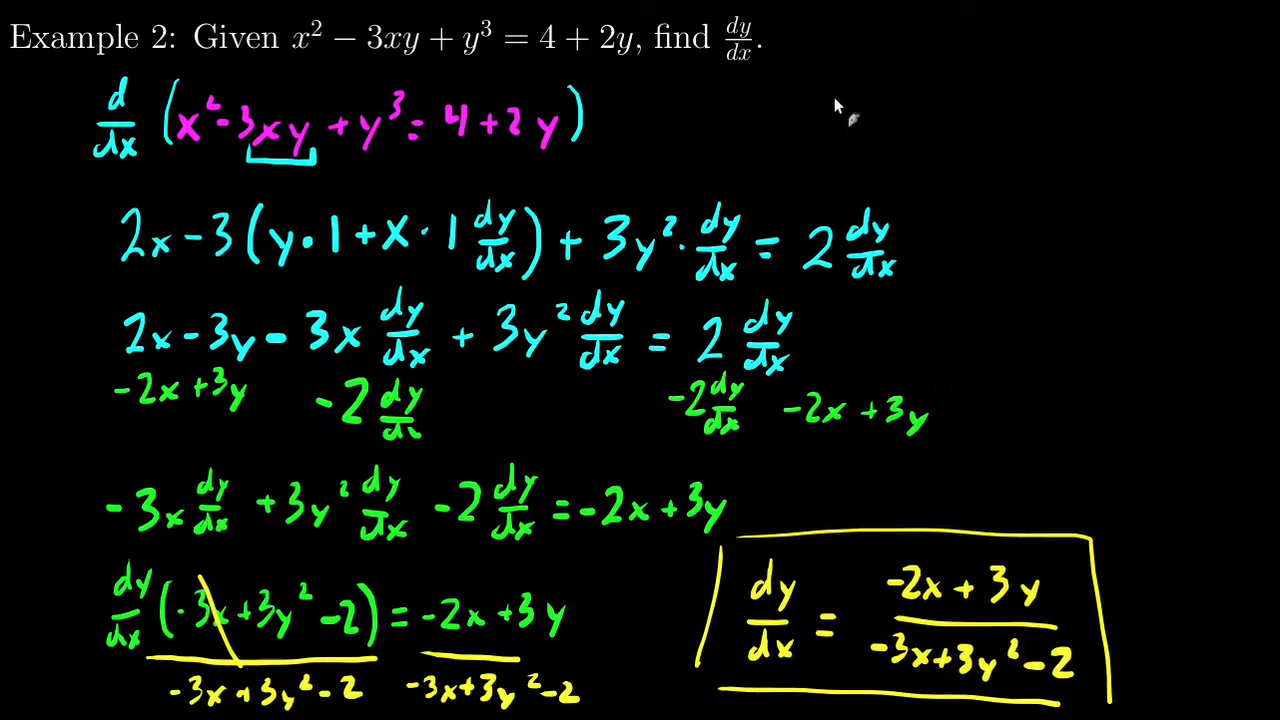 Example 2: Given x² − 3xy + y³ = 4 + 2y, find dy/dx.
d/dx (x² - 3xy + y³ = 4 + 2y)
2x - 3(y · 1 + x · 1 dy/dx) + 3y² · dy/dx = 2 dy/dx
2x - 3y - 3x dy/dx + 3y² dy/dx = 2 dy/dx
-2x + 3y -2 dy/dx -2 dy/dx -2x + 3y
-3x dy/dx + 3y² dy/dx - 2 dy/dx = -2x + 3y
dy/dx (-3x + 3y² - 2) = -2x + 3y
-3x + 3y² - 2 -3x + 3y² - 2
dy/dx = (-2x + 3y)/(-3x + 3y² - 2)